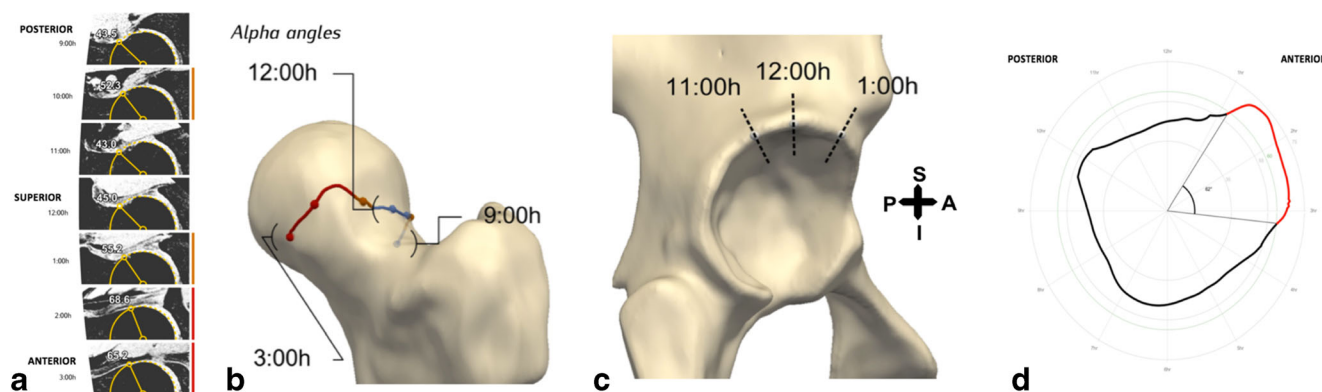 POSTERIOR
9:00h
43.5
10:00h
52.3
11:00h
43.0
SUPERIOR
12:00h
45.0
1:00h
55.2
2:00h
68.6
ANTERIOR
3:00h
65.2
a
Alpha angles
12:00h
9:00h
3:00h
b
11:00h
12:00h
1:00h
S
P
A
I
c
POSTERIOR
ANTERIOR
62°
d